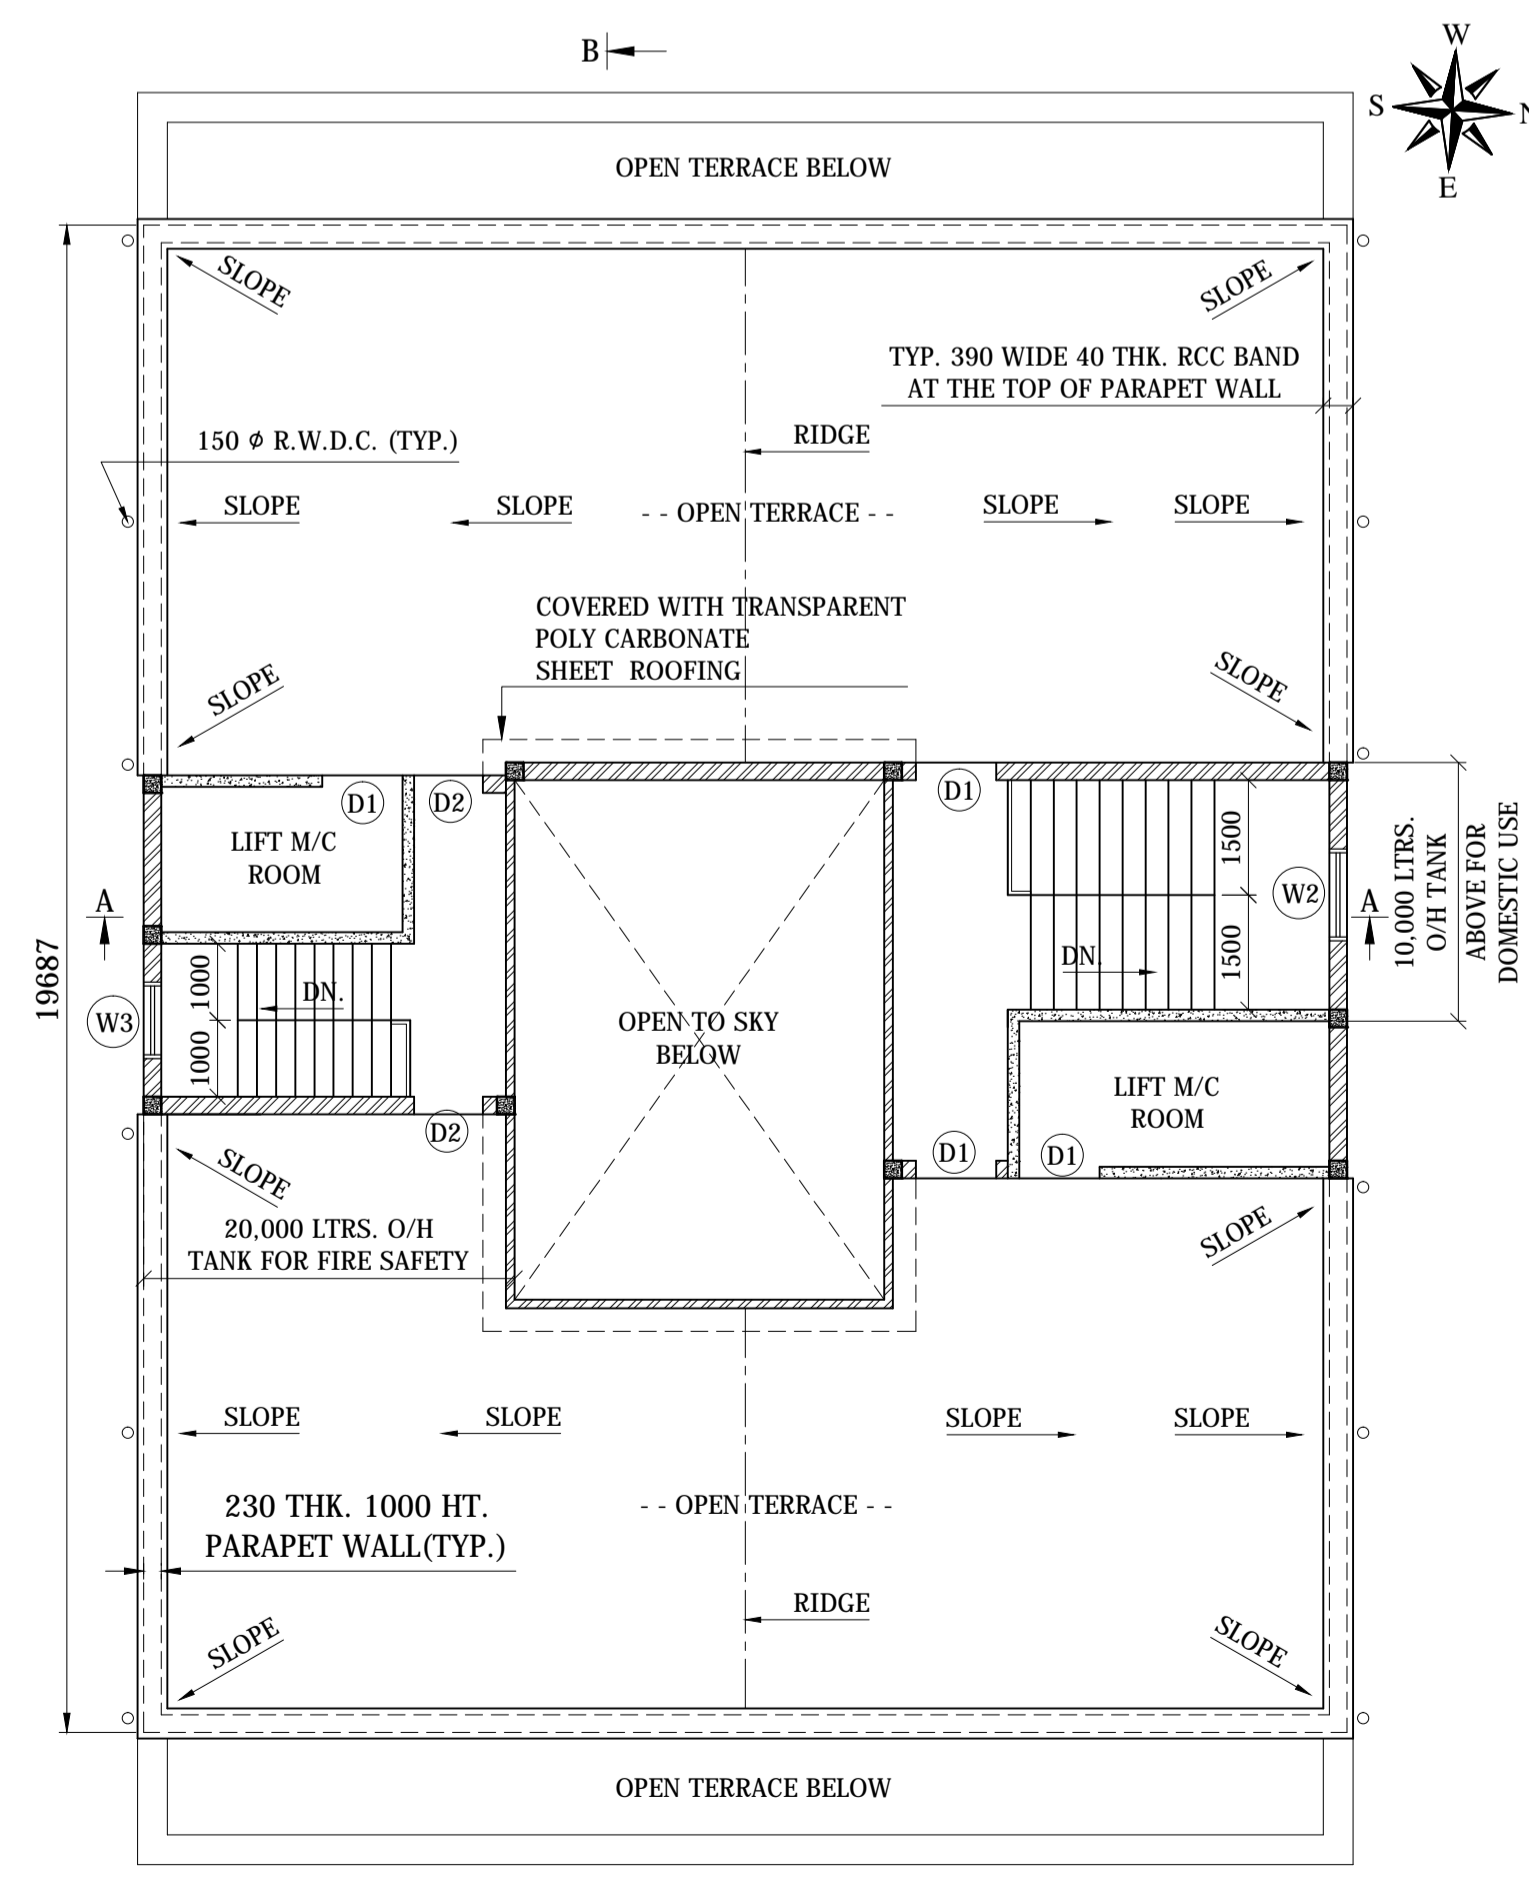 B
W
S
N
E
OPEN TERRACE BELOW
SLOPE
SLOPE
TYP. 390 WIDE 40 THK. RCC BAND
AT THE TOP OF PARAPET WALL
150 ⌀ R.W.D.C. (TYP.)
RIDGE
SLOPE
SLOPE
- - OPEN TERRACE - -
SLOPE
SLOPE
COVERED WITH TRANSPARENT
POLY CARBONATE
SHEET ROOFING
SLOPE
SLOPE
D1
D2
D1
LIFT M/C
ROOM
1500
1500
W2
A
A
10,000 LTRS.
O/H TANK
ABOVE FOR
DOMESTIC USE
19687
1000
1000
DN.
DN.
W3
OPEN TO SKY
BELOW
LIFT M/C
ROOM
D2
D1
D1
SLOPE
SLOPE
20,000 LTRS. O/H
TANK FOR FIRE SAFETY
SLOPE
SLOPE
SLOPE
SLOPE
230 THK. 1000 HT.
PARAPET WALL(TYP.)
- - OPEN TERRACE - -
RIDGE
SLOPE
SLOPE
OPEN TERRACE BELOW